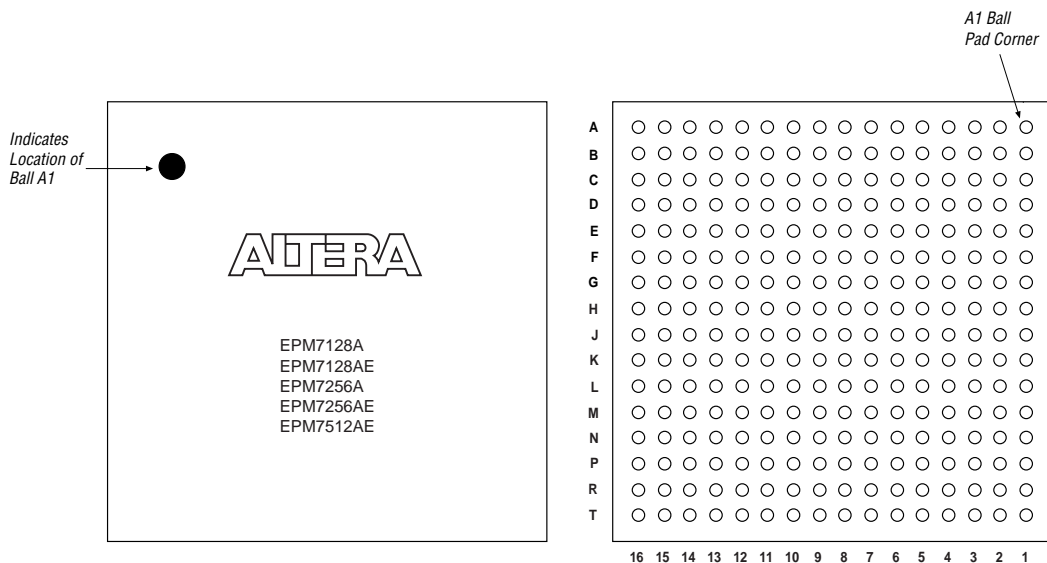 A1 Ball
Pad Corner
Indicates
Location of
Ball A1
ALTERA
EPM7128A
EPM7128AE
EPM7256A
EPM7256AE
EPM7512AE
A
B
C
D
E
F
G
H
J
K
L
M
N
P
R
T
16 15 14 13 12 11 10 9 8 7 6 5 4 3 2 1